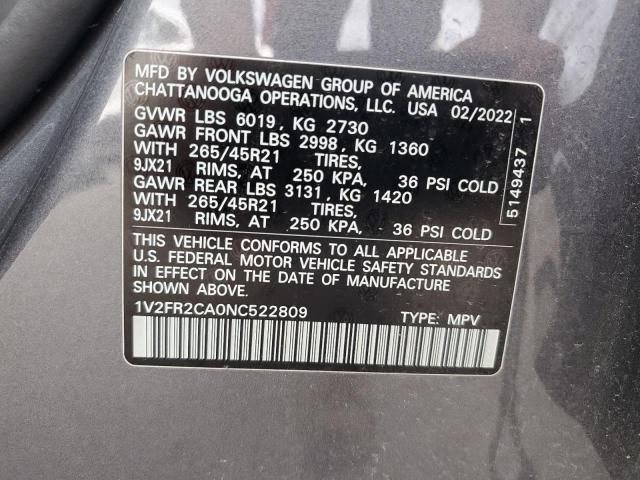 MFD BY VOLKSWAGEN GROUP OF AMERICA
CHATTANOOGA OPERATIONS, LLC. USA 02/2022
GVWR LBS 6019, KG 2730
GAWR FRONT LBS 2998, KG 1360
WITH 265/45R21 TIRES,
9JX21 RIMS, AT 250 KPA, 36 PSI COLD
GAWR REAR LBS 3131, KG 1420
WITH 265/45R21 TIRES,
9JX21 RIMS, AT 250 KPA, 36 PSI COLD
THIS VEHICLE CONFORMS TO ALL APPLICABLE
U.S. FEDERAL MOTOR VEHICLE SAFETY STANDARDS
IN EFFECT ON THE DATE OF MANUFACTURE
SHOWN ABOVE.
1V2FR2CA0NC522809 TYPE: MPV
5149437 1